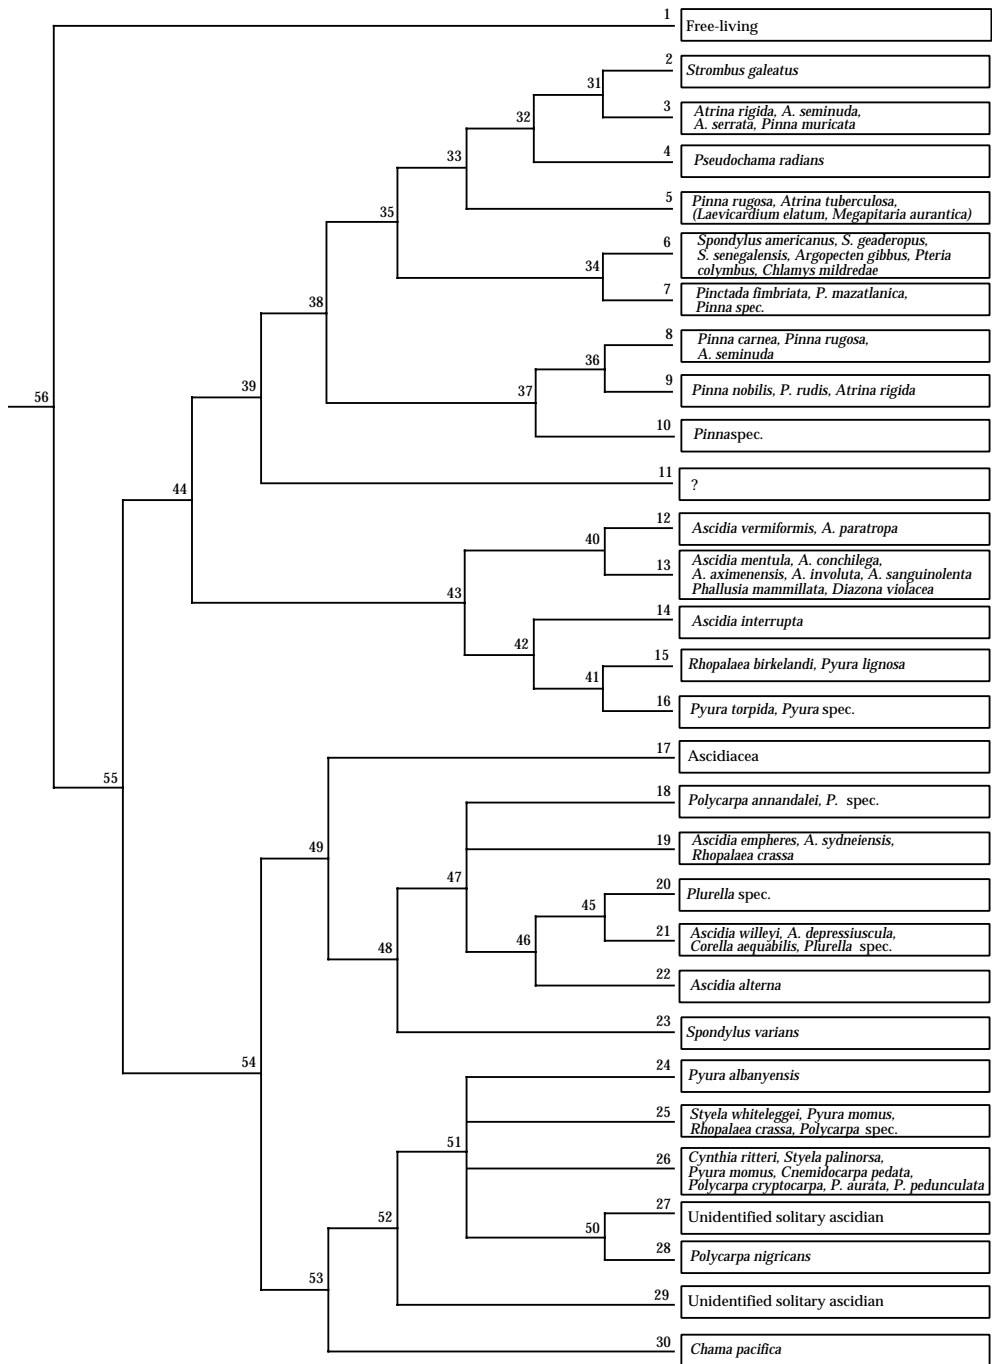 1
Free-living
2
Strombus galeatus
31
3
Atrina rigida, A. seminuda,
A. serrata, Pinna muricata
32
4
Pseudochama radians
33
5
Pinna rugosa, Atrina tuberculosa,
(Laevicardium elatum, Megapitaria aurantica)
35
6
Spondylus americanus, S. geaderopus,
S. senegalensis, Argopecten gibbus, Pteria
colymbus, Chlamys mildredae
34
7
Pinctada fimbriata, P. mazatlanica,
Pinna spec.
38
8
Pinna carnea, Pinna rugosa,
A. seminuda
36
9
Pinna nobilis, P. rudis, Atrina rigida
39
37
56
10
Pinnaspec.
11
?
44
12
Ascidia vermiformis, A. paratropa
40
13
Ascidia mentula, A. conchilega,
A. aximenensis, A. involuta, A. sanguinolenta
Phallusia mammillata, Diazona violacea
43
14
Ascidia interrupta
42
15
Rhopalaea birkelandi, Pyura lignosa
41
16
Pyura torpida, Pyura spec.
17
Ascidiacea
55
18
Polycarpa annandalei, P. spec.
49
19
Ascidia empheres, A. sydneiensis,
Rhopalaea crassa
47
20
Plurella spec.
45
21
Ascidia willeyi, A. depressiuscula,
Corella aequabilis, Plurella spec.
46
48
22
Ascidia alterna
23
Spondylus varians
54
24
Pyura albanyensis
25
Styela whiteleggei, Pyura momus,
Rhopalaea crassa, Polycarpa spec.
51
26
Cynthia ritteri, Styela palinorsa,
Pyura momus, Cnemidocarpa pedata,
Polycarpa cryptocarpa, P. aurata, P. pedunculata
27
Unidentified solitary ascidian
52
50
28
Polycarpa nigricans
53
29
Unidentified solitary ascidian
30
Chama pacifica